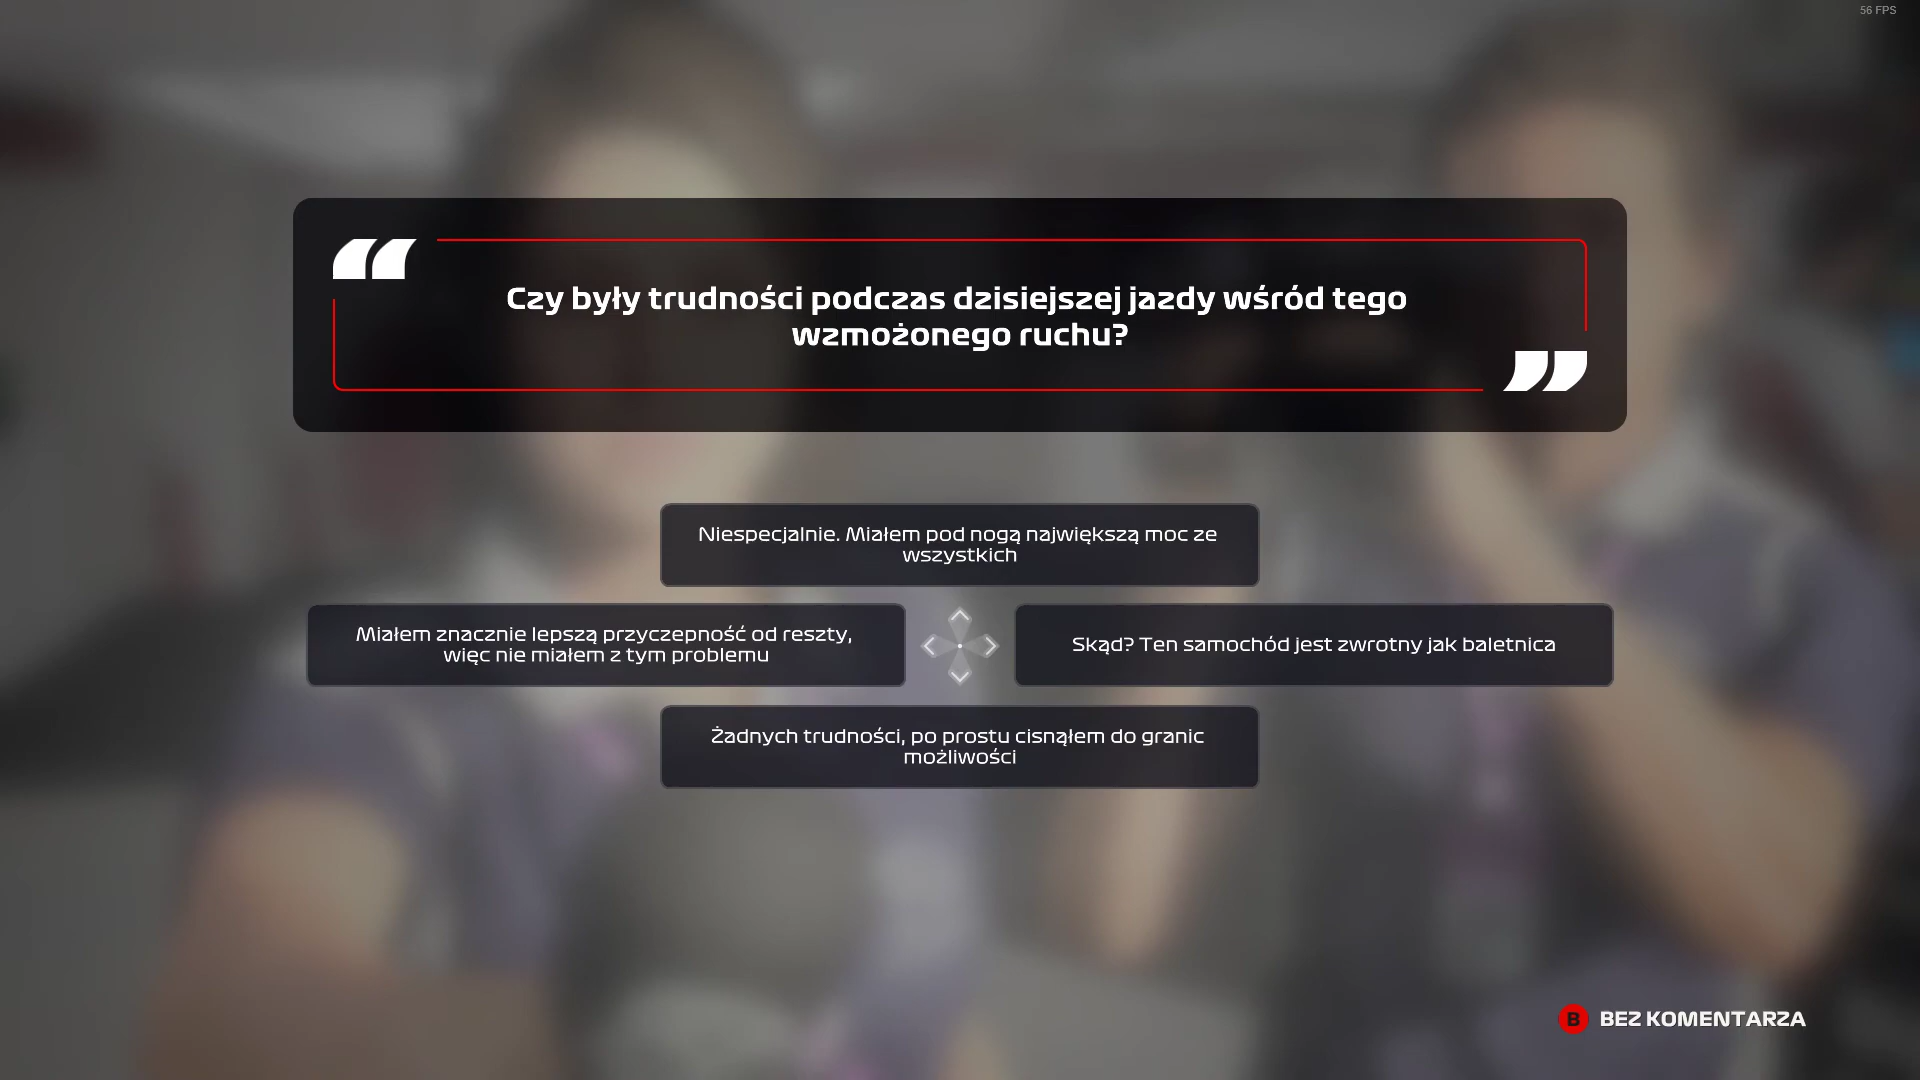 56 FPS
Czy były trudności podczas dzisiejszej jazdy wśród tego
wzmożonego ruchu?
Niespecjalnie. Miałem pod nogą największą moc ze
wszystkich
Miałem znacznie lepszą przyczepność od reszty,
więc nie miałem z tym problemu
Skąd? Ten samochód jest zwrotny jak baletnica
Żadnych trudności, po prostu cisnąłem do granic
możliwości
B BEZ KOMENTARZA